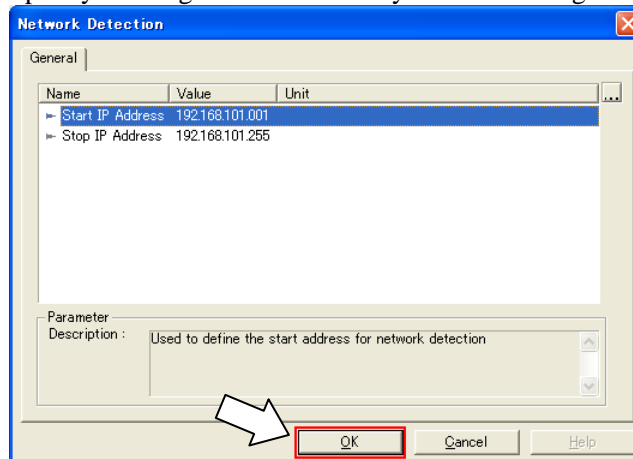 Network Detection
General
Name Value Unit
Start IP Address 192.168.101.001
...
Stop IP Address 192.168.101.255
Parameter
Description : Used to define the start address for network detection
OK Cancel Help